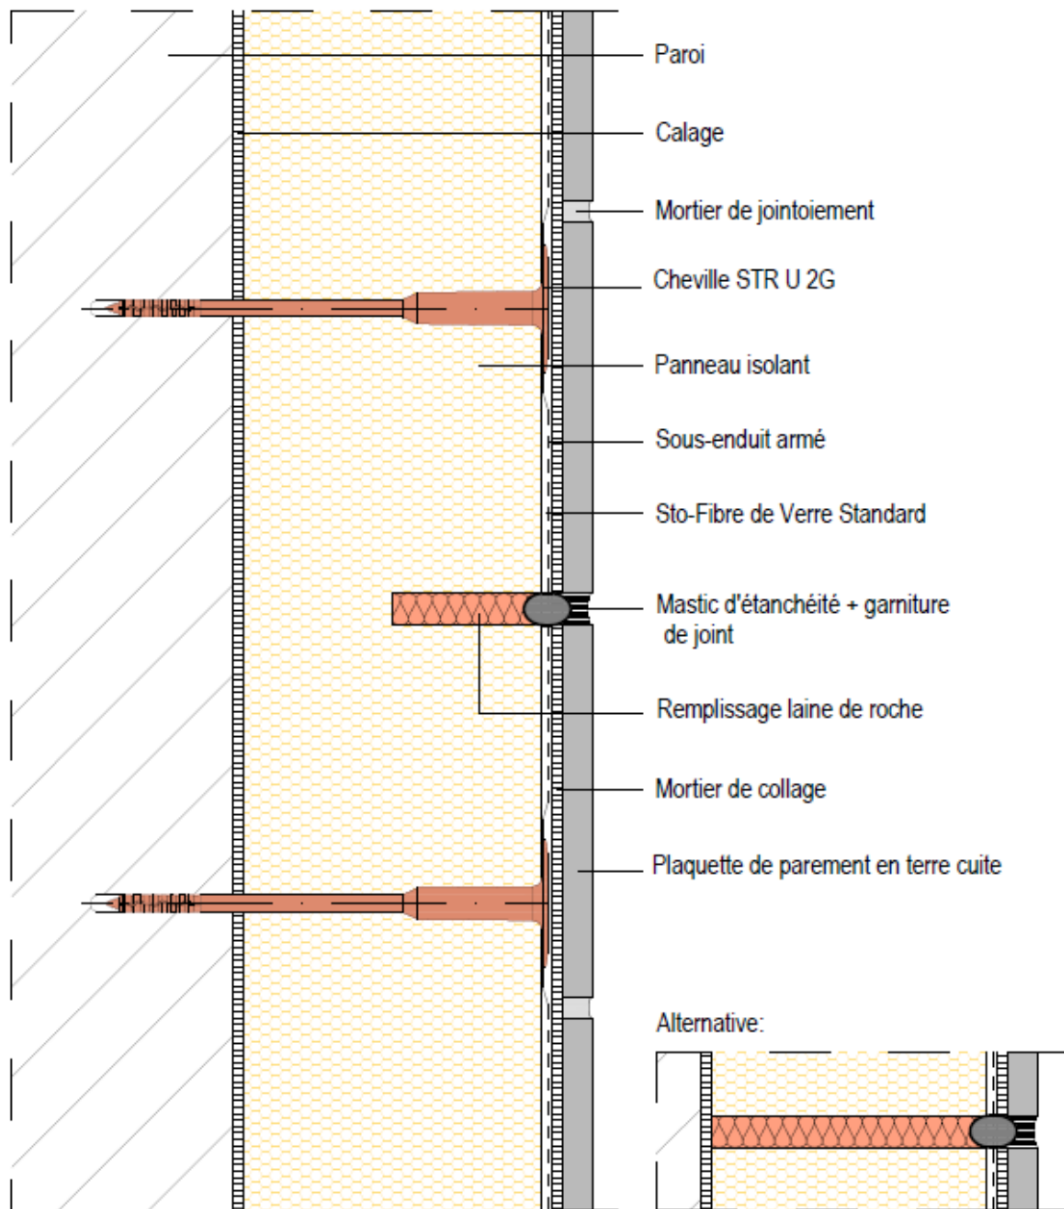 Paroi
Calage
Mortier de jointoiement
Cheville STR U 2G
Panneau isolant
Sous-enduit armé
Sto-Fibre de Verre Standard
Mastic d'étanchéité + garniture
de joint
Remplissage laine de roche
Mortier de collage
Plaquette de parement en terre cuite
Alternative: